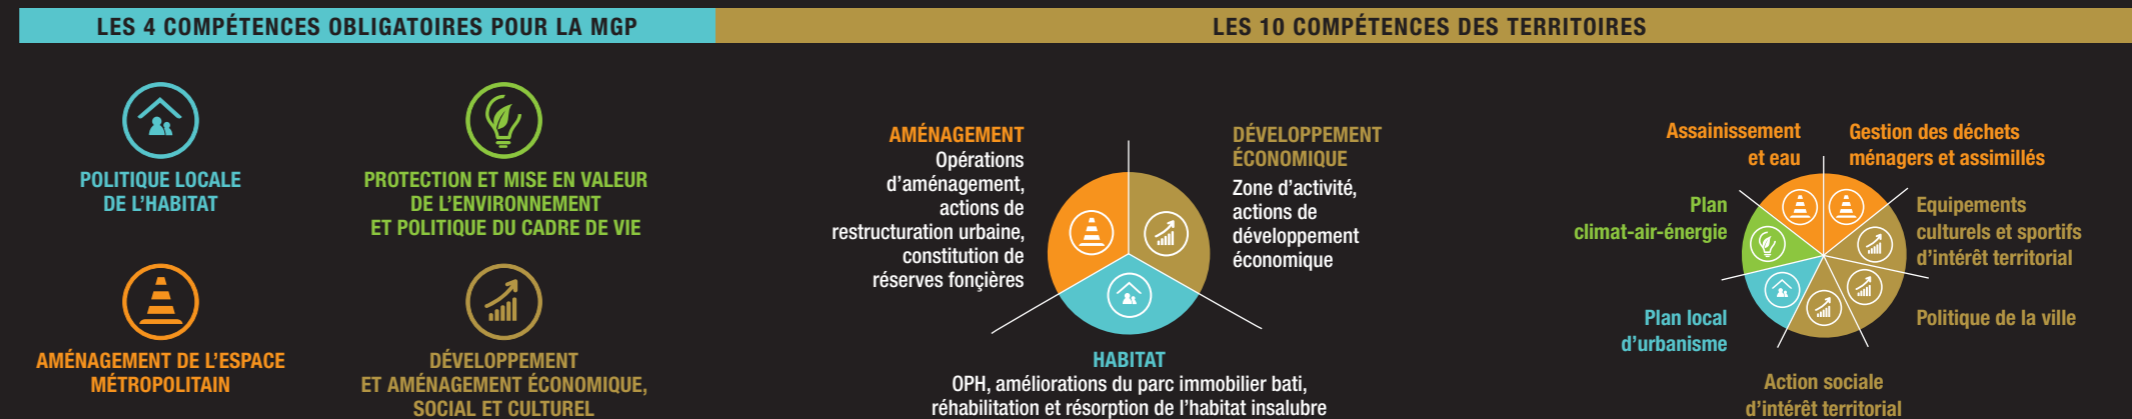 LES 4 COMPÉTENCES OBLIGATOIRES POUR LA MGP
POLITIQUE LOCALE
DE L'HABITAT
PROTECTION ET MISE EN VALEUR
DE L'ENVIRONNEMENT
ET POLITIQUE DU CADRE DE VIE
AMÉNAGEMENT DE L'ESPACE
MÉTROPOLITAIN
DÉVELOPPEMENT
ET AMÉNAGEMENT ÉCONOMIQUE,
SOCIAL ET CULTUREL
LES 10 COMPÉTENCES DES TERRITOIRES
AMÉNAGEMENT
Opérations
d'aménagement,
actions de
restructuration urbaine,
constitution de
réserves fonçières
DÉVELOPPEMENT
ÉCONOMIQUE
Zone d'activité,
actions de
développement
économique
HABITAT
OPH, améliorations du parc immobilier bati,
réhabilitation et résorption de l'habitat insalubre
Assainissement
et eau
Gestion des déchets
ménagers et assimillés
Plan
climat-air-énergie
Equipements
culturels et sportifs
d'intérêt territorial
Plan local
d'urbanisme
Politique de la ville
Action sociale
d'intérêt territorial